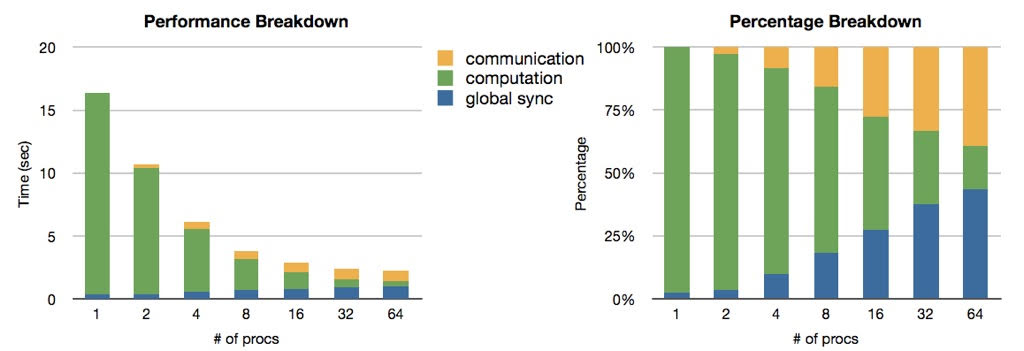 Performance Breakdown
20
15
10
5
0
Time (sec)
1 2 4 8 16 32 64
# of procs
communication
computation
global sync
Percentage Breakdown
100%
75%
50%
25%
0%
Percentage
1 2 4 8 16 32 64
# of procs